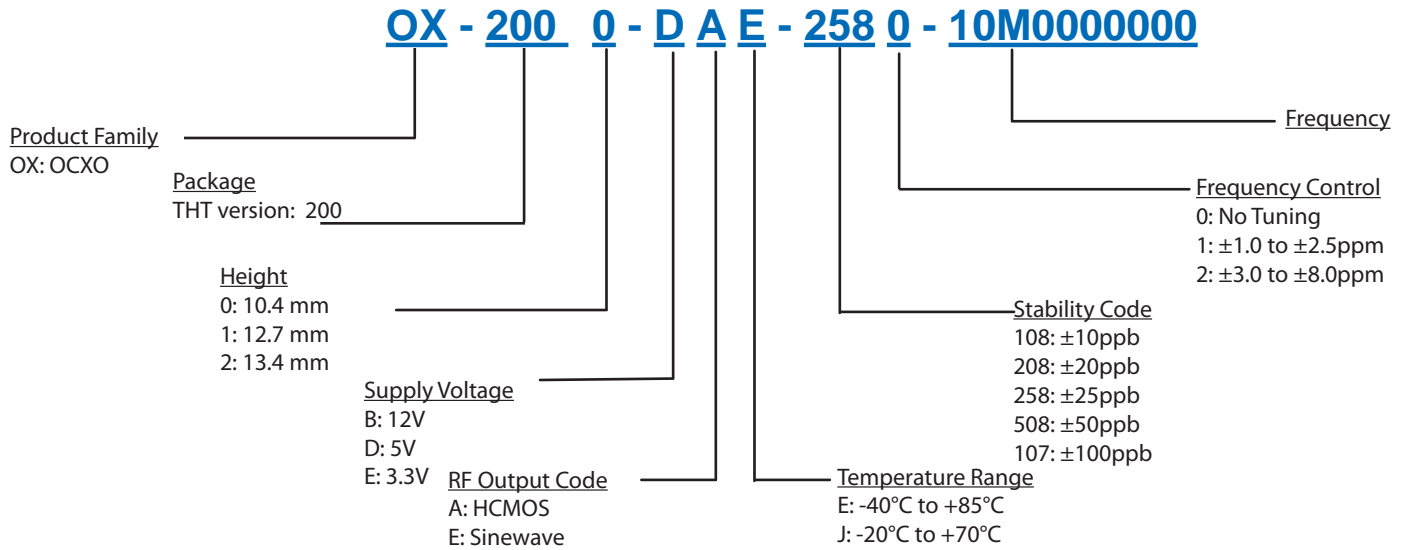 OX - 200 0 - D A E - 258 0 - 10M0000000
Product Family
OX: OCXO
Package
THT version: 200
Height
0: 10.4 mm
1: 12.7 mm
2: 13.4 mm
Supply Voltage
B: 12V
D: 5V
E: 3.3V
RF Output Code
A: HCMOS
E: Sinewave
Temperature Range
E: -40°C to +85°C
J: -20°C to +70°C
Stability Code
108: ±10ppb
208: ±20ppb
258: ±25ppb
508: ±50ppb
107: ±100ppb
Frequency Control
0: No Tuning
1: ±1.0 to ±2.5ppm
2: ±3.0 to ±8.0ppm
Frequency